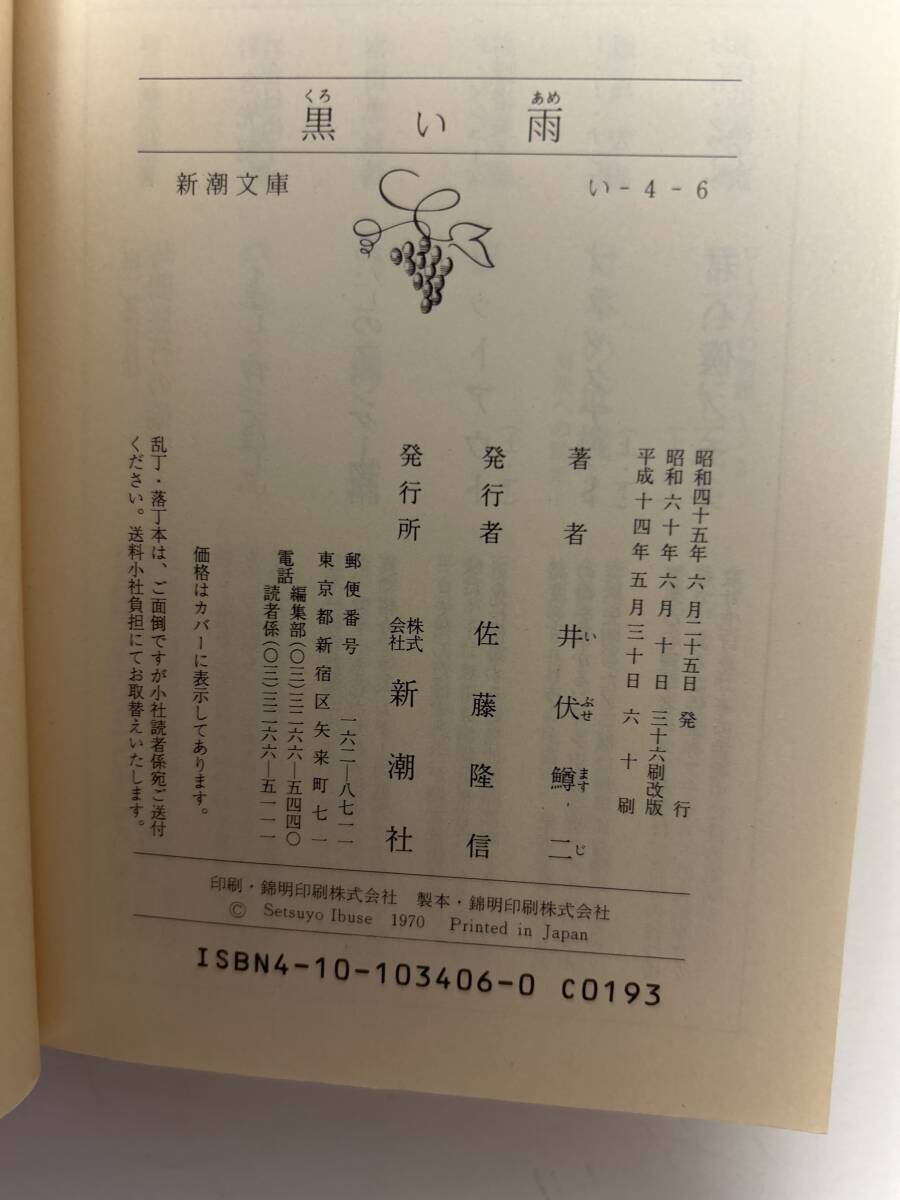 黒い雨
くろ あめ
新潮文庫 い-4-6
昭和四十五年六月二十五日 発行
昭和六十年六月十日 三十六刷改版
平成十四年五月三十日 六十刷
著者 井伏鱒二
い ぶせ ます じ
発行者 佐藤隆信
発行所 株式会社 新潮社
郵便番号 一六二―八七一一
東京都新宿区矢来町七一
電話 編集部(〇三)三二六六―五四四〇
読者係(〇三)三二六六―五一一一
価格はカバーに表示してあります。
乱丁・落丁本は、ご面倒ですが小社読者係宛ご送付
ください。送料小社負担にてお取替えいたします。
印刷・錦明印刷株式会社 製本・錦明印刷株式会社
© Setsuyo Ibuse 1970 Printed in Japan
ISBN4-10-103406-0 C0193